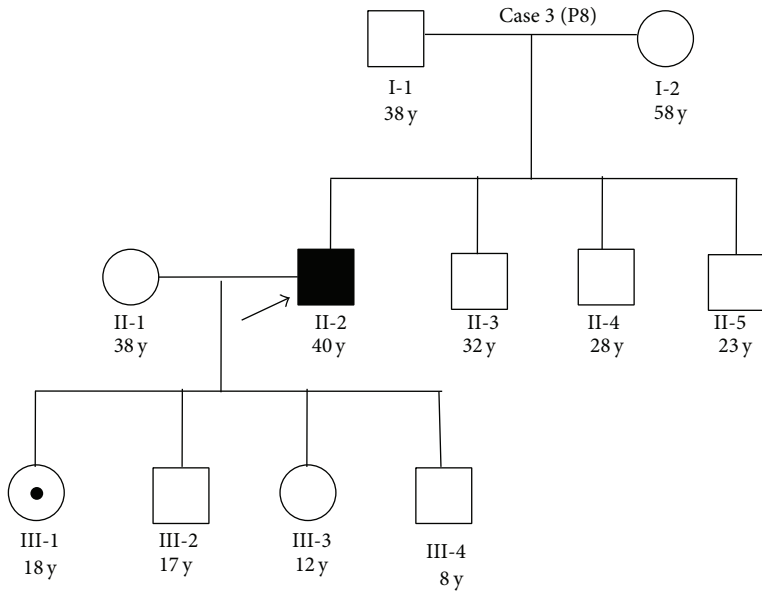 Case 3 (P8)
I-1
38 y
I-2
58 y
II-1
38 y
II-2
40 y
II-3
32 y
II-4
28 y
II-5
23 y
III-1
18 y
III-2
17 y
III-3
12 y
III-4
8 y